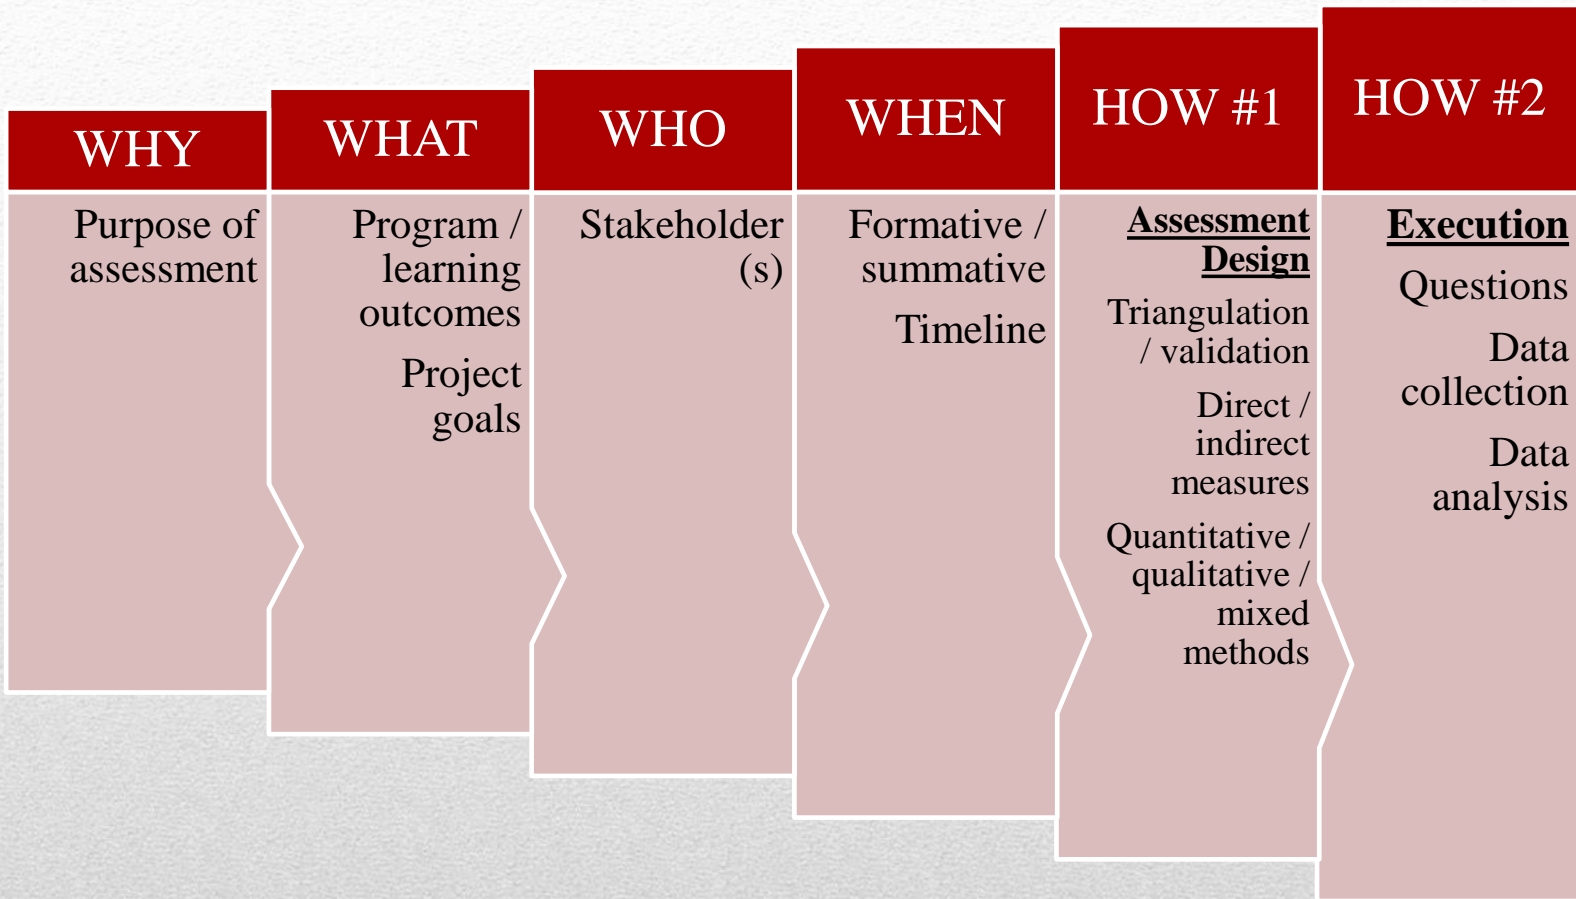 WHY
Purpose of
assessment
WHAT
Program /
learning
outcomes
Project
goals
WHO
Stakeholder
(s)
WHEN
Formative /
summative
Timeline
HOW #1
Assessment
Design
Triangulation
/ validation
Direct /
indirect
measures
Quantitative /
qualitative /
mixed
methods
HOW #2
Execution
Questions
Data
collection
Data
analysis